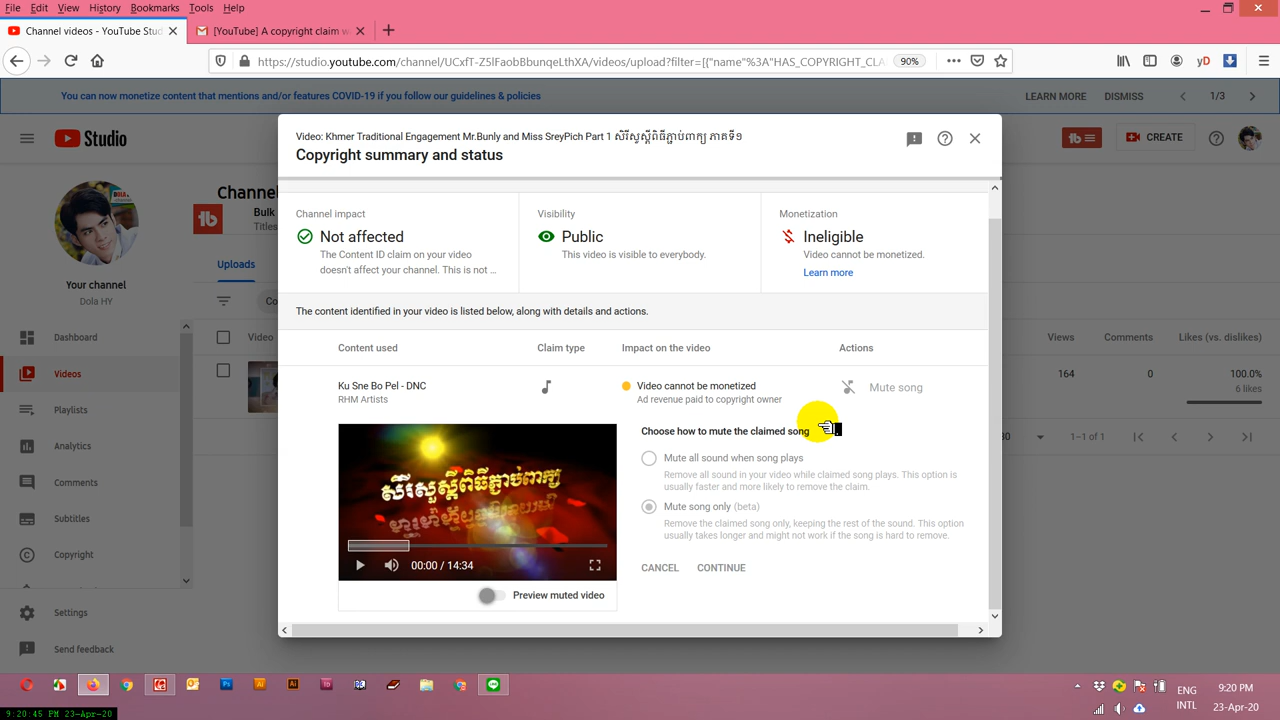 File Edit View History Bookmarks Tools Help
Channel videos - YouTube Stud
[YouTube] A copyright claim w
https://studio.youtube.com/channel/UCxfT-ZSlFaobBbunqeLthXA/videos/upload?filter=[{"name"%3A"HAS_COPYRIGHT_CLA
90%
You can now monetize content that mentions and/or features COVID-19 if you follow our guidelines & policies
LEARN MORE DISMISS 1/3
Studio
CREATE
Video: Khmer Traditional Engagement Mr.Bunly and Miss SreyPich Part 1 សិរីសួស្តីពិធីភ្ជាប់ពាក្យ ភាគទី១
Copyright summary and status
Channel impact
Not affected
The Content ID claim on your video
doesn't affect your channel. This is not ...
Visibility
Public
This video is visible to everybody.
Monetization
Ineligible
Video cannot be monetized.
Learn more
The content identified in your video is listed below, along with details and actions.
Content used Claim type Impact on the video Actions
Ku Sne Bo Pel - DNC
RHM Artists
Video cannot be monetized
Ad revenue paid to copyright owner
Mute song
Choose how to mute the claimed song
Mute all sound when song plays
Remove all sound in your video while claimed song plays. This option is
usually faster and more likely to remove the claim.
Mute song only (beta)
Remove the claimed song only, keeping the rest of the sound. This option
usually takes longer and might not work if the song is hard to remove.
CANCEL CONTINUE
សិរីសួស្តីពិធីភ្ជាប់ពាក្យ
00:00 / 14:34
Preview muted video
Your channel
Dola HY
Dashboard
Videos
Playlists
Analytics
Comments
Subtitles
Copyright
Settings
Send feedback
Channel
Bulk
Titles
Uploads
Co
Video
Views Comments Likes (vs. dislikes)
164 0 100.0%
6 likes
30 1–1 of 1
ENG
INTL
9:20 PM
23-Apr-20
9:20:45 PM 23-Apr-20